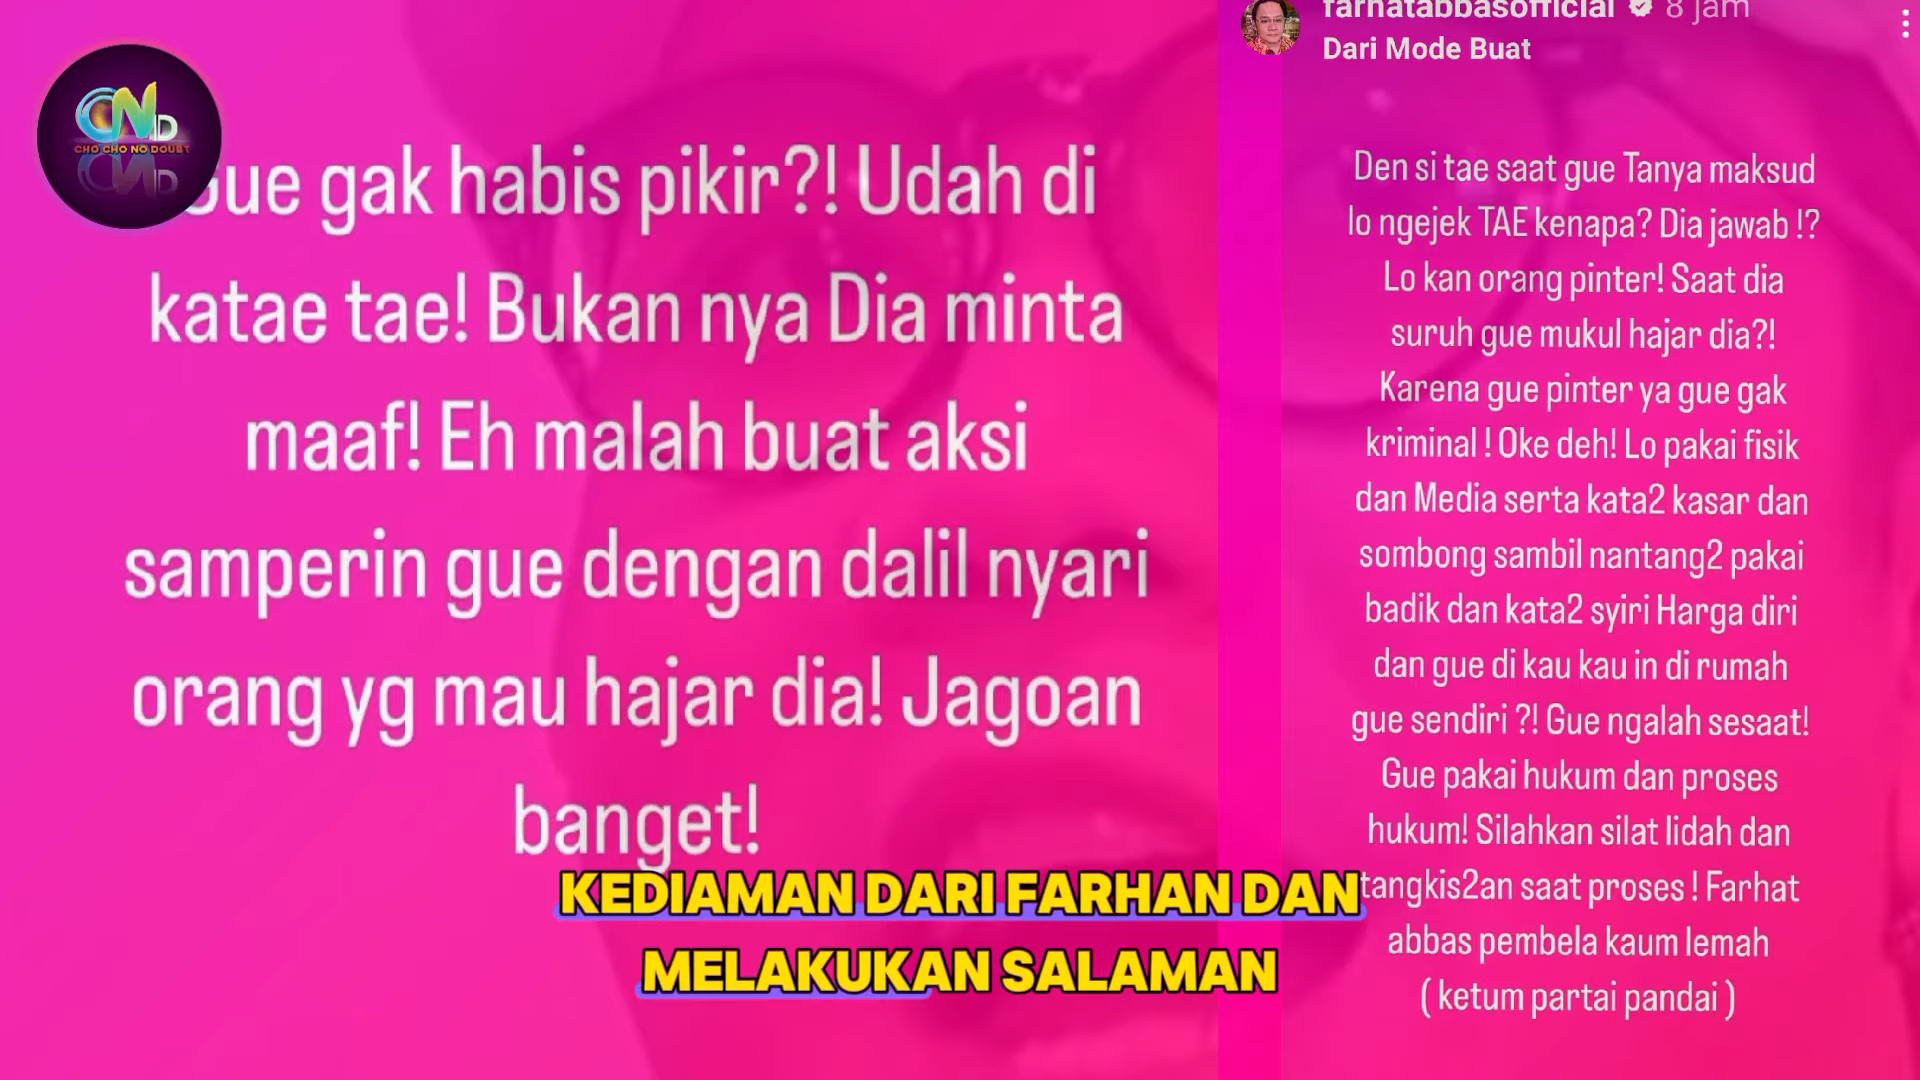 CND
CHO CHO NO DOUBT
Gue gak habis pikir?! Udah di
katae tae! Bukan nya Dia minta
maaf! Eh malah buat aksi
samperin gue dengan dalil nyari
orang yg mau hajar dia! Jagoan
banget!
farhatabbasofficial 8 jam
Dari Mode Buat
Den si tae saat gue Tanya maksud
lo ngejek TAE kenapa? Dia jawab !?
Lo kan orang pinter! Saat dia
suruh gue mukul hajar dia?!
Karena gue pinter ya gue gak
kriminal ! Oke deh! Lo pakai fisik
dan Media serta kata2 kasar dan
sombong sambil nantang2 pakai
badik dan kata2 syiri Harga diri
dan gue di kau kau in di rumah
gue sendiri ?! Gue ngalah sesaat!
Gue pakai hukum dan proses
hukum! Silahkan silat lidah dan
tangkis2an saat proses ! Farhat
abbas pembela kaum lemah
( ketum partai pandai )
KEDIAMAN DARI FARHAN DAN
MELAKUKAN SALAMAN